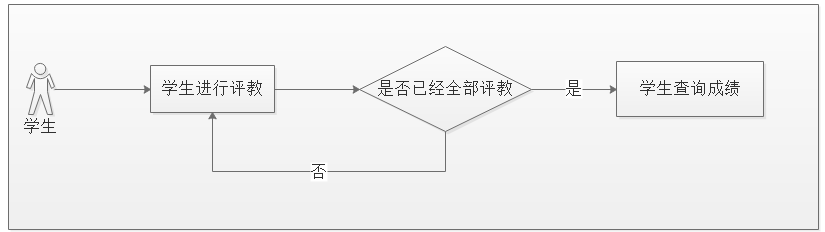 学生
学生进行评教
是否已经全部评教
是
学生查询成绩
否